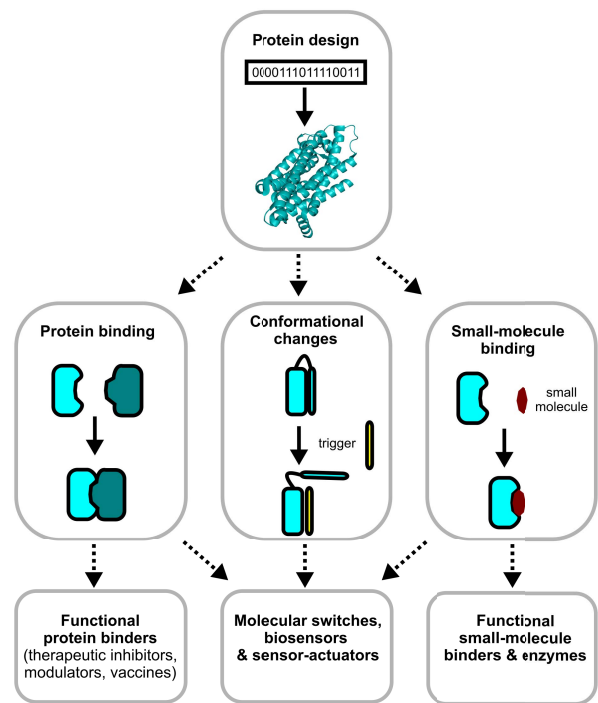 Protein design
0000111011110011
Protein binding
Conformational
changes
trigger
Small-molecule
binding
small
molecule
Functional
protein binders
(therapeutic inhibitors,
modulators, vaccines)
Molecular switches,
biosensors
& sensor-actuators
Functional
small-molecule
binders & enzymes